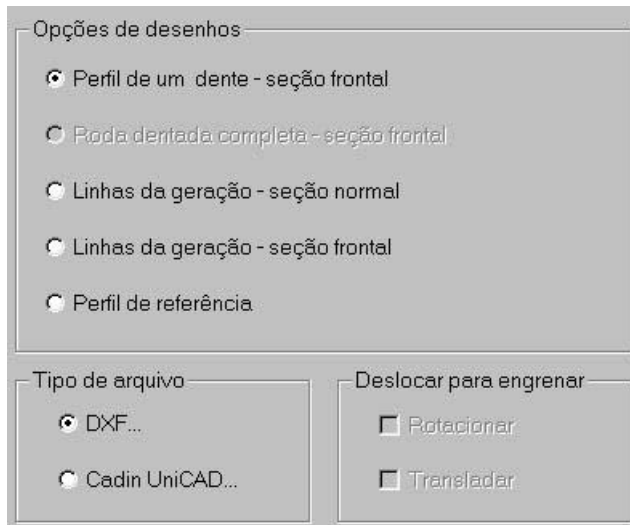 Opções de desenhos
Perfil de um dente - seção frontal
Roda dentada completa - seção frontal
Linhas da geração - seção normal
Linhas da geração - seção frontal
Perfil de referência
Tipo de arquivo
DXF...
Cadin UniCAD...
Deslocar para engrenar
Rotacionar
Transladar